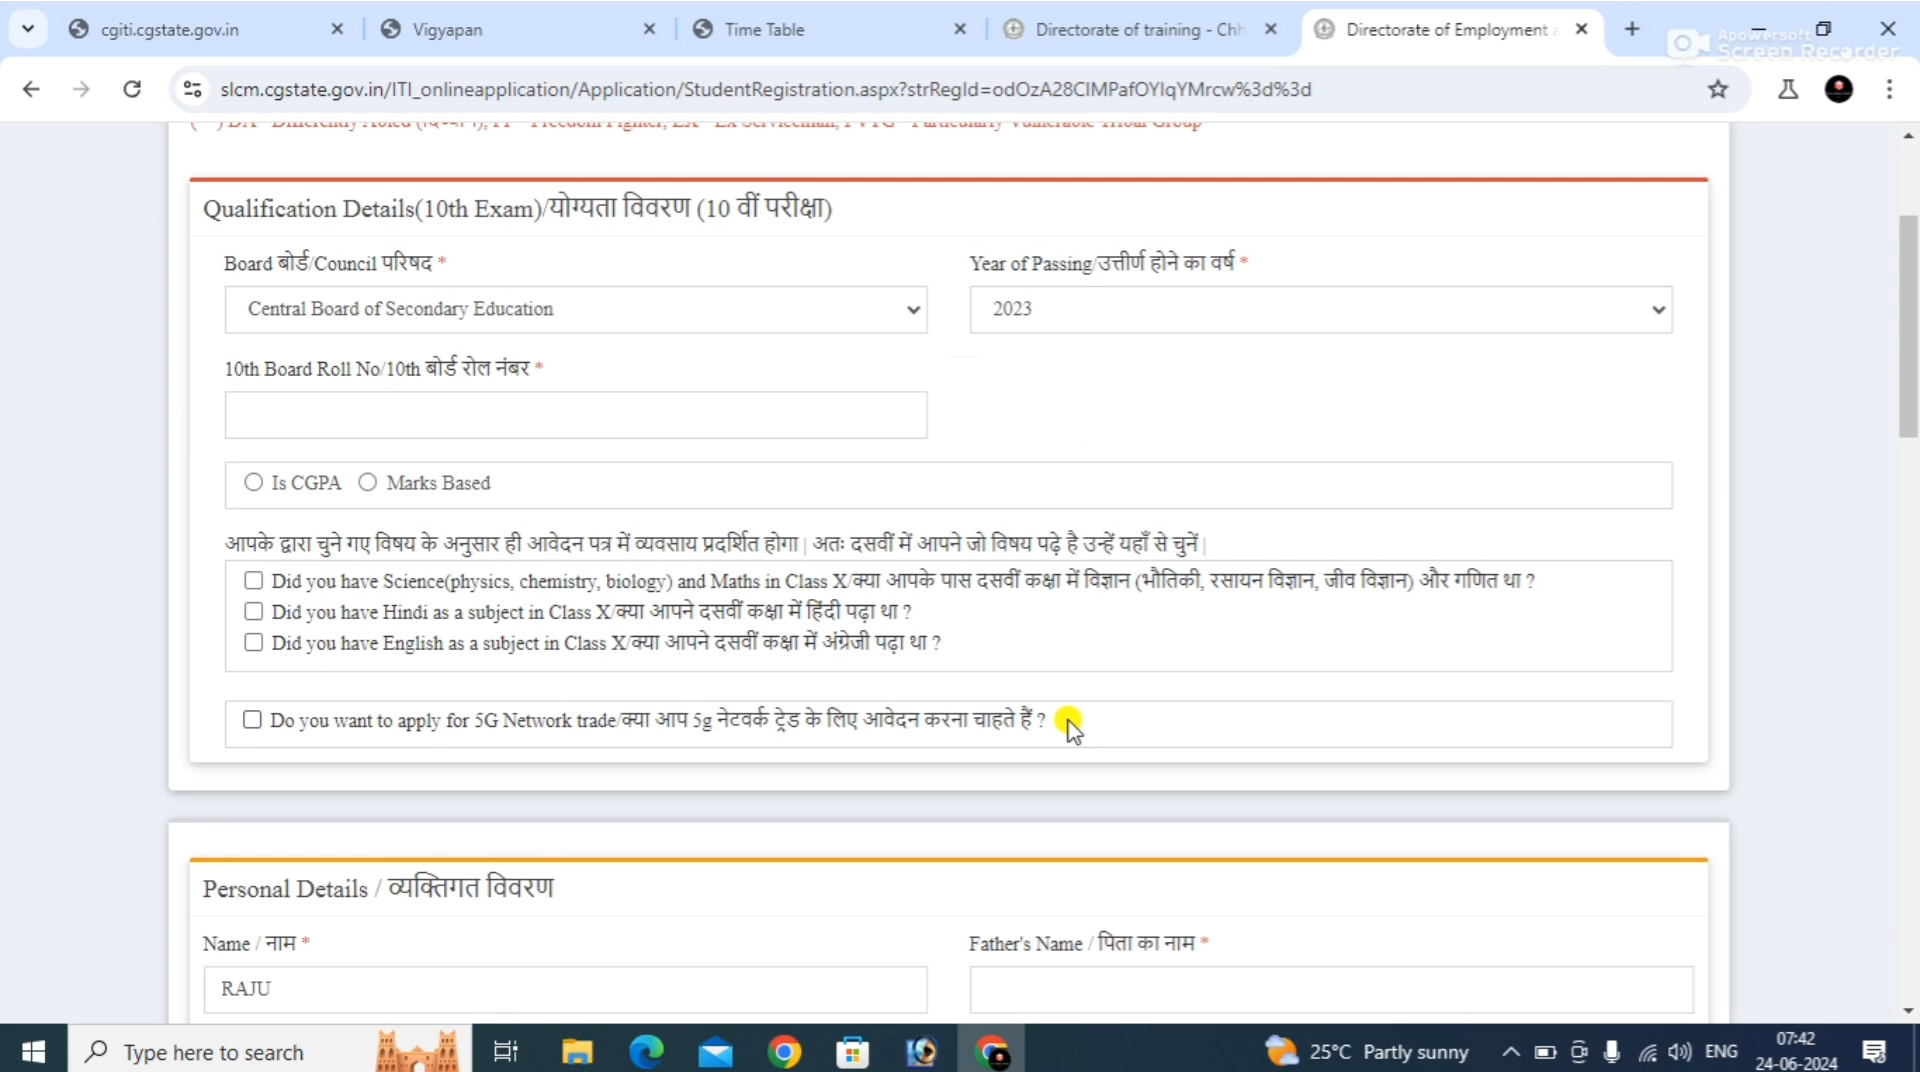 cgiti.cgstate.gov.in
Vigyapan
Time Table
Directorate of training - Chh
Directorate of Employment a
Apowersoft
Screen Recorder
slcm.cgstate.gov.in/ITI_onlineapplication/Application/StudentRegistration.aspx?strRegId=odOzA28CIMPafOYIqYMrcw%3d%3d
Qualification Details(10th Exam)/योग्यता विवरण (10 वीं परीक्षा)
Board बोर्ड/Council परिषद *
Year of Passing/उत्तीर्ण होने का वर्ष *
Central Board of Secondary Education
2023
10th Board Roll No/10th बोर्ड रोल नंबर *
Is CGPA
Marks Based
आपके द्वारा चुने गए विषय के अनुसार ही आवेदन पत्र में व्यवसाय प्रदर्शित होगा | अतः दसवीं में आपने जो विषय पढ़े है उन्हें यहाँ से चुनें |
Did you have Science(physics, chemistry, biology) and Maths in Class X/क्या आपके पास दसवीं कक्षा में विज्ञान (भौतिकी, रसायन विज्ञान, जीव विज्ञान) और गणित था ?
Did you have Hindi as a subject in Class X/क्या आपने दसवीं कक्षा में हिंदी पढ़ा था ?
Did you have English as a subject in Class X/क्या आपने दसवीं कक्षा में अंग्रेजी पढ़ा था ?
Do you want to apply for 5G Network trade/क्या आप 5g नेटवर्क ट्रेड के लिए आवेदन करना चाहते हैं ?
Personal Details / व्यक्तिगत विवरण
Name / नाम *
Father's Name / पिता का नाम *
RAJU
Type here to search
25°C Partly sunny
ENG
07:42
24-06-2024